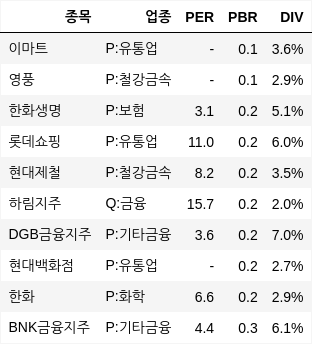 종목 업종 PER PBR DIV
이마트 P:유통업 - 0.1 3.6%
영풍 P:철강금속 - 0.1 2.9%
한화생명 P:보험 3.1 0.2 5.1%
롯데쇼핑 P:유통업 11.0 0.2 6.0%
현대제철 P:철강금속 8.2 0.2 3.5%
하림지주 Q:금융 15.7 0.2 2.0%
DGB금융지주 P:기타금융 3.6 0.2 7.0%
현대백화점 P:유통업 - 0.2 2.7%
한화 P:화학 6.6 0.2 2.9%
BNK금융지주 P:기타금융 4.4 0.3 6.1%